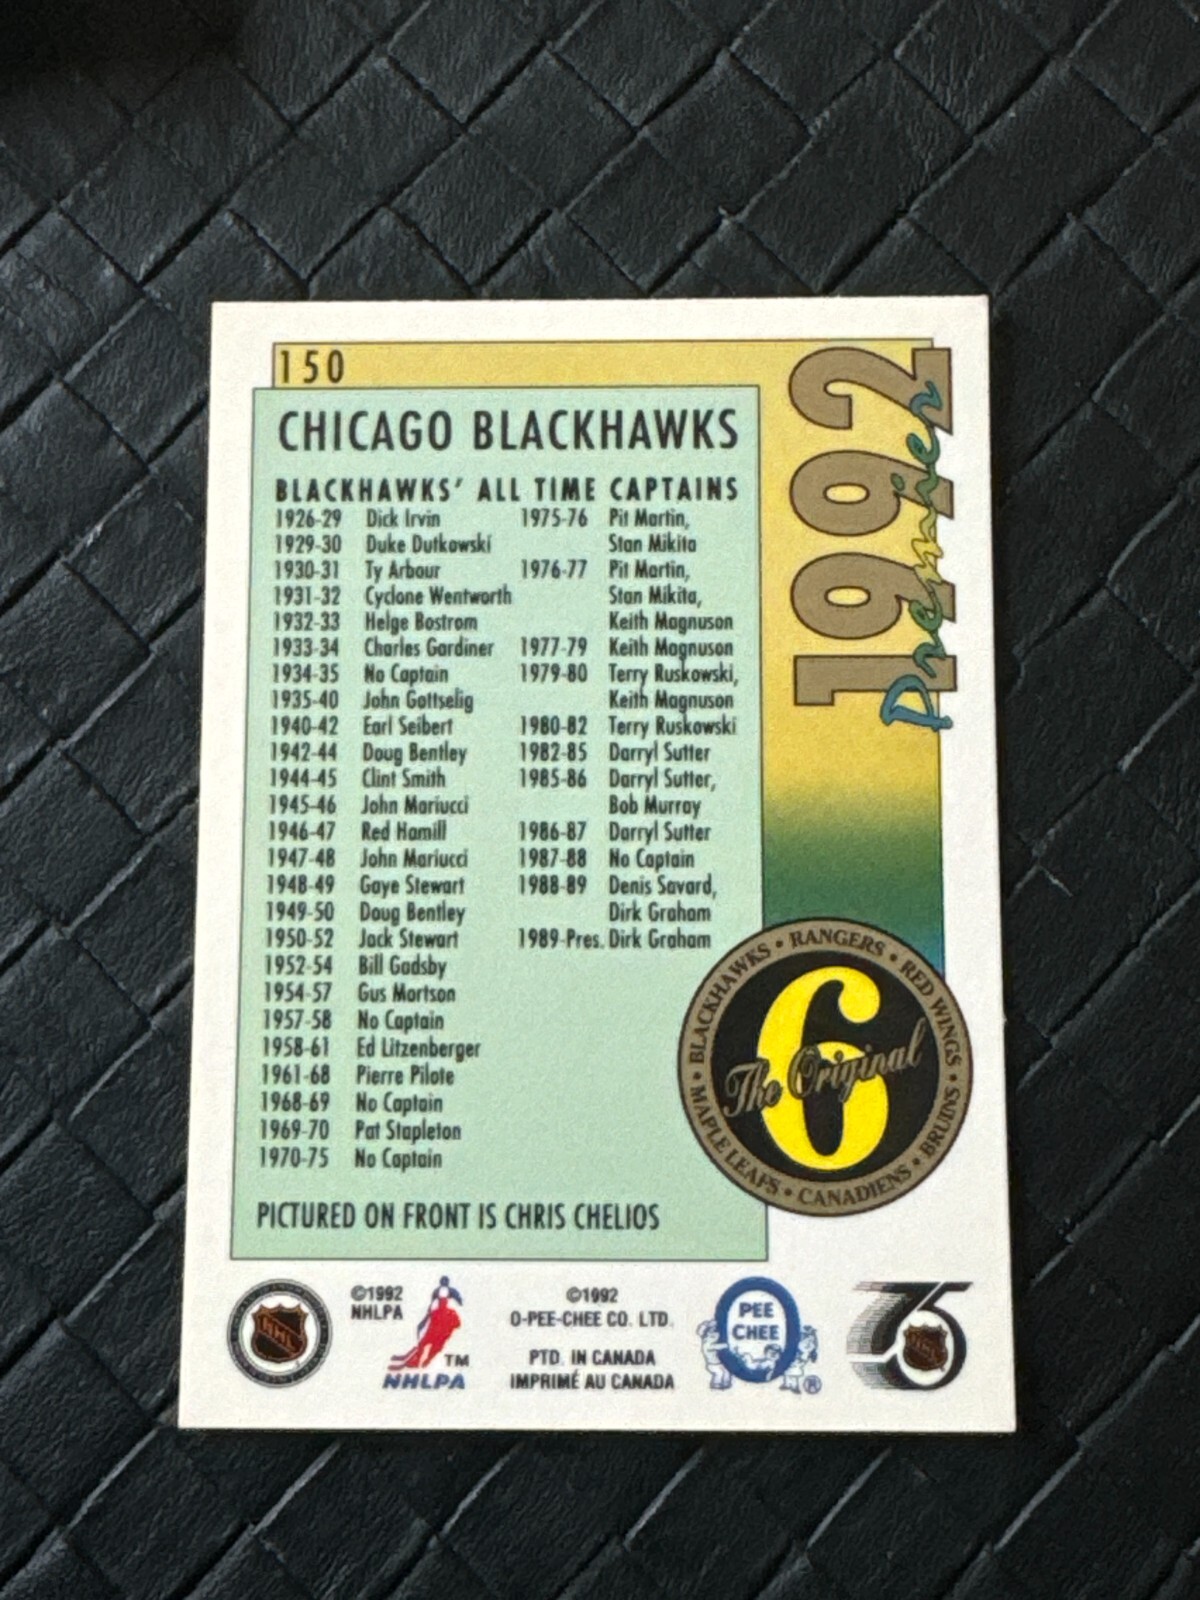 150
1992
Premier
CHICAGO BLACKHAWKS
BLACKHAWKS' ALL TIME CAPTAINS
1926-29 Dick Irvin
1929-30 Duke Dutkowski
1930-31 Ty Arbour
1931-32 Cyclone Wentworth
1932-33 Helge Bostrom
1933-34 Charles Gardiner
1934-35 No Captain
1935-40 John Gottselig
1940-42 Earl Seibert
1942-44 Doug Bentley
1944-45 Clint Smith
1945-46 John Mariucci
1946-47 Red Hamill
1947-48 John Mariucci
1948-49 Gaye Stewart
1949-50 Doug Bentley
1950-52 Jack Stewart
1952-54 Bill Gadsby
1954-57 Gus Mortson
1957-58 No Captain
1958-61 Ed Litzenberger
1961-68 Pierre Pilote
1968-69 No Captain
1969-70 Pat Stapleton
1970-75 No Captain
1975-76 Pit Martin,
Stan Mikita
1976-77 Pit Martin,
Stan Mikita,
Keith Magnuson
1977-79 Keith Magnuson
1979-80 Terry Ruskowski,
Keith Magnuson
1980-82 Terry Ruskowski
1982-85 Darryl Sutter
1985-86 Darryl Sutter,
Bob Murray
1986-87 Darryl Sutter
1987-88 No Captain
1988-89 Denis Savard,
Dirk Graham
1989-Pres. Dirk Graham
BLACKHAWKS • RANGERS • RED WINGS • BRUINS • CANADIENS • MAPLE LEAFS •
6
The Original
PICTURED ON FRONT IS CHRIS CHELIOS
NHL
©1992
NHLPA
TM
NHLPA
©1992
O-PEE-CHEE CO. LTD.
PTD. IN CANADA
IMPRIMÉ AU CANADA
O
PEE
CHEE
®
75
NHL